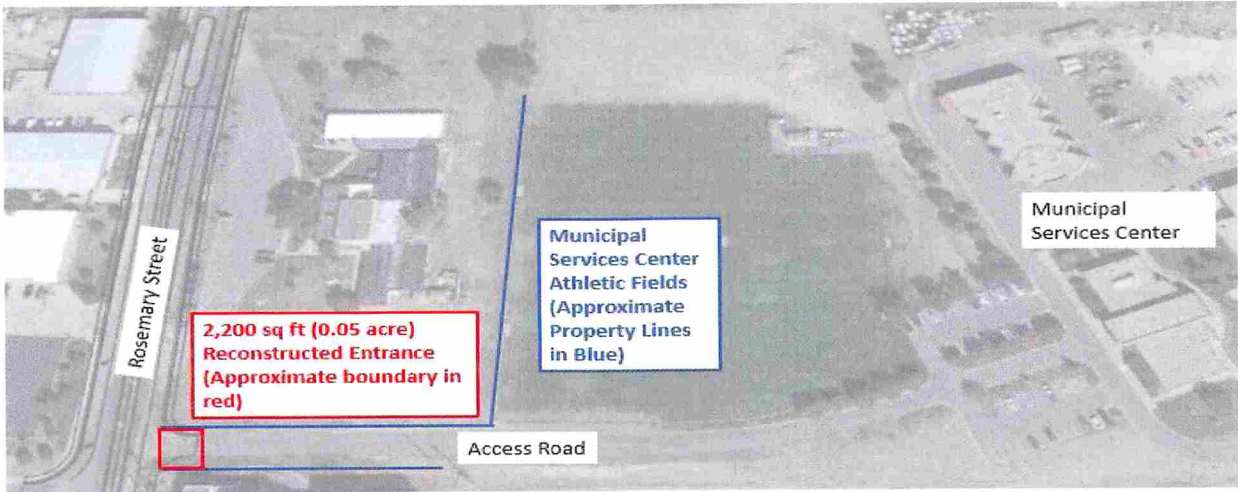 Municipal
Services Center
Municipal
Services Center
Athletic Fields
(Approximate
Property Lines
in Blue)
Rosemary Street
2,200 sq ft (0.05 acre)
Reconstructed Entrance
(Approximate boundary in
red)
Access Road